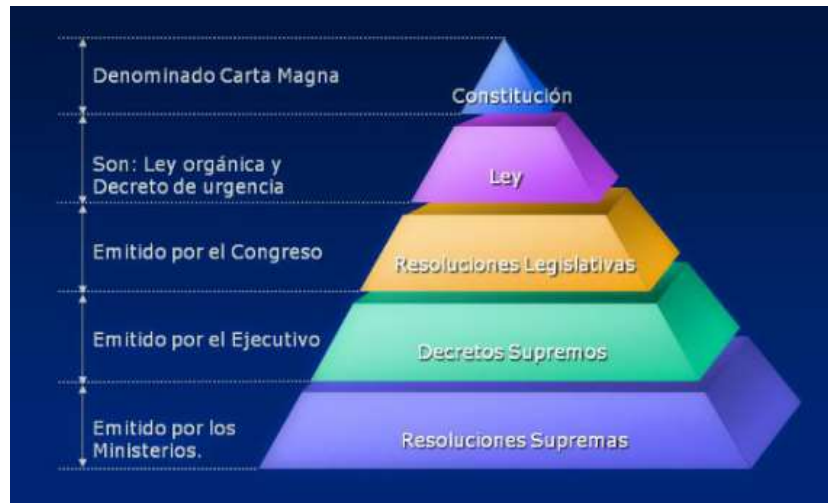 Denominado Carta Magna
Constitución
Son: Ley orgánica y
Decreto de urgencia
Ley
Emitido por el Congreso
Resoluciones Legislativas
Emitido por el Ejecutivo
Decretos Supremos
Emitido por los
Ministerios.
Resoluciones Supremas